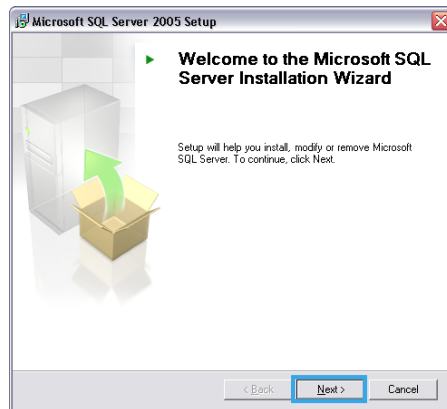 Microsoft SQL Server 2005 Setup
Welcome to the Microsoft SQL
Server Installation Wizard
Setup will help you install, modify or remove Microsoft
SQL Server. To continue, click Next.
< Back
Next >
Cancel